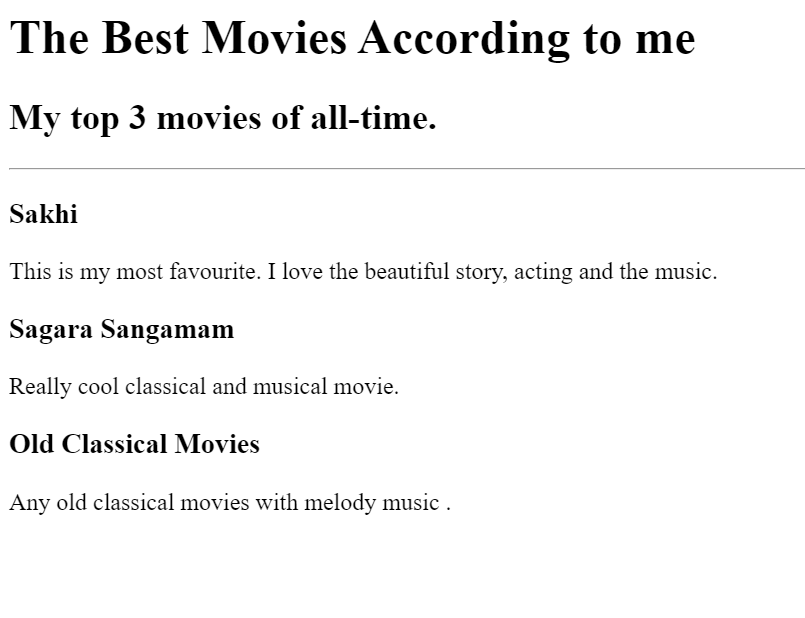 The Best Movies According to me
My top 3 movies of all-time.
Sakhi
This is my most favourite. I love the beautiful story, acting and the music.
Sagara Sangamam
Really cool classical and musical movie.
Old Classical Movies
Any old classical movies with melody music .